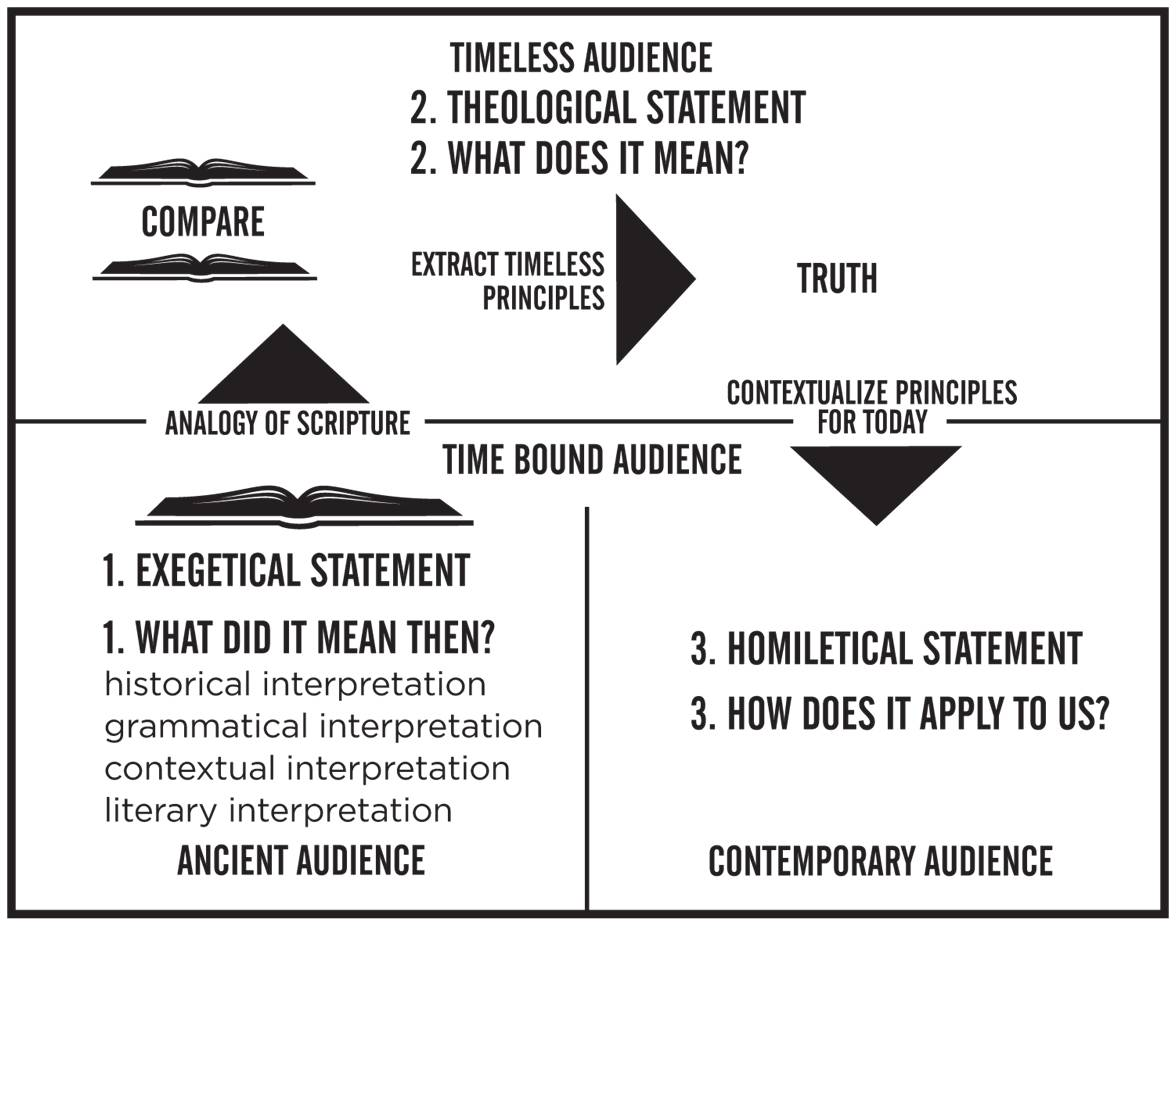 TIMELESS AUDIENCE
2. THEOLOGICAL STATEMENT
2. WHAT DOES IT MEAN?
COMPARE
EXTRACT TIMELESS
PRINCIPLES
TRUTH
CONTEXTUALIZE PRINCIPLES
FOR TODAY
ANALOGY OF SCRIPTURE
TIME BOUND AUDIENCE
1. EXEGETICAL STATEMENT
1. WHAT DID IT MEAN THEN?
historical interpretation
grammatical interpretation
contextual interpretation
literary interpretation
ANCIENT AUDIENCE
3. HOMILETICAL STATEMENT
3. HOW DOES IT APPLY TO US?
CONTEMPORARY AUDIENCE